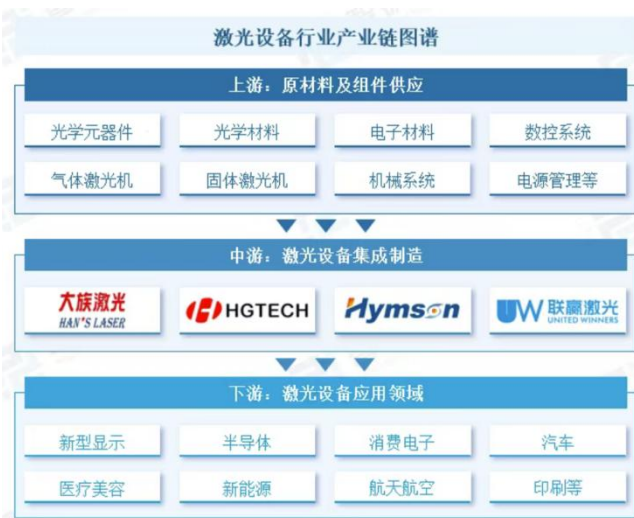 激光设备行业产业链图谱
上游：原材料及组件供应
光学元器件 光学材料 电子材料 数控系统
气体激光机 固体激光机 机械系统 电源管理等
中游：激光设备集成制造
大族激光 HGTECH Hymson UW 联赢激光
HAN'S LASER UNITED WINNERS
下游：激光设备应用领域
新型显示 半导体 消费电子 汽车
医疗美容 新能源 航天航空 印刷等